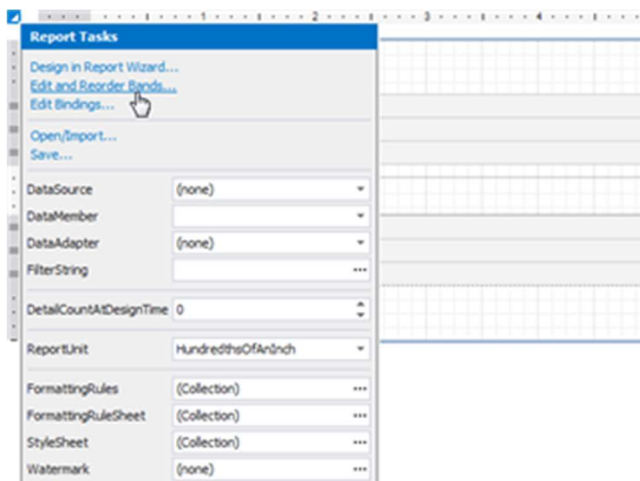 1 2 3 4
Report Tasks
Design in Report Wizard...
Edit and Reorder Bands...
Edit Bindings...
Open/Import...
Save...
DataSource (none)
DataMember
DataAdapter (none)
FilterString ...
DetailCountAtDesignTime 0
ReportUnit HundredthsOfAnInch
FormattingRules (Collection) ...
FormattingRuleSheet (Collection) ...
StyleSheet (Collection) ...
Watermark (none) ...